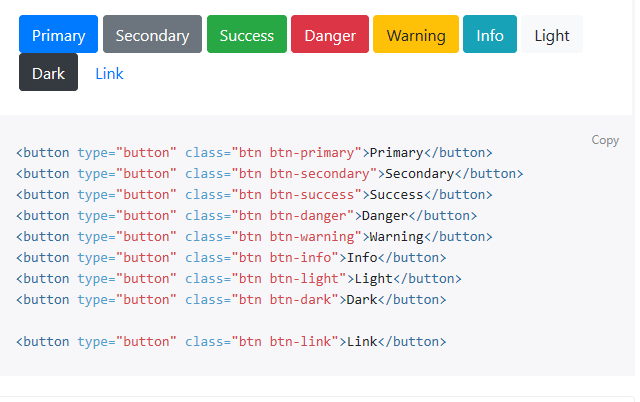 Primary Secondary Success Danger Warning Info Light
Dark Link
Copy
<button type="button" class="btn btn-primary">Primary</button>
<button type="button" class="btn btn-secondary">Secondary</button>
<button type="button" class="btn btn-success">Success</button>
<button type="button" class="btn btn-danger">Danger</button>
<button type="button" class="btn btn-warning">Warning</button>
<button type="button" class="btn btn-info">Info</button>
<button type="button" class="btn btn-light">Light</button>
<button type="button" class="btn btn-dark">Dark</button>
<button type="button" class="btn btn-link">Link</button>